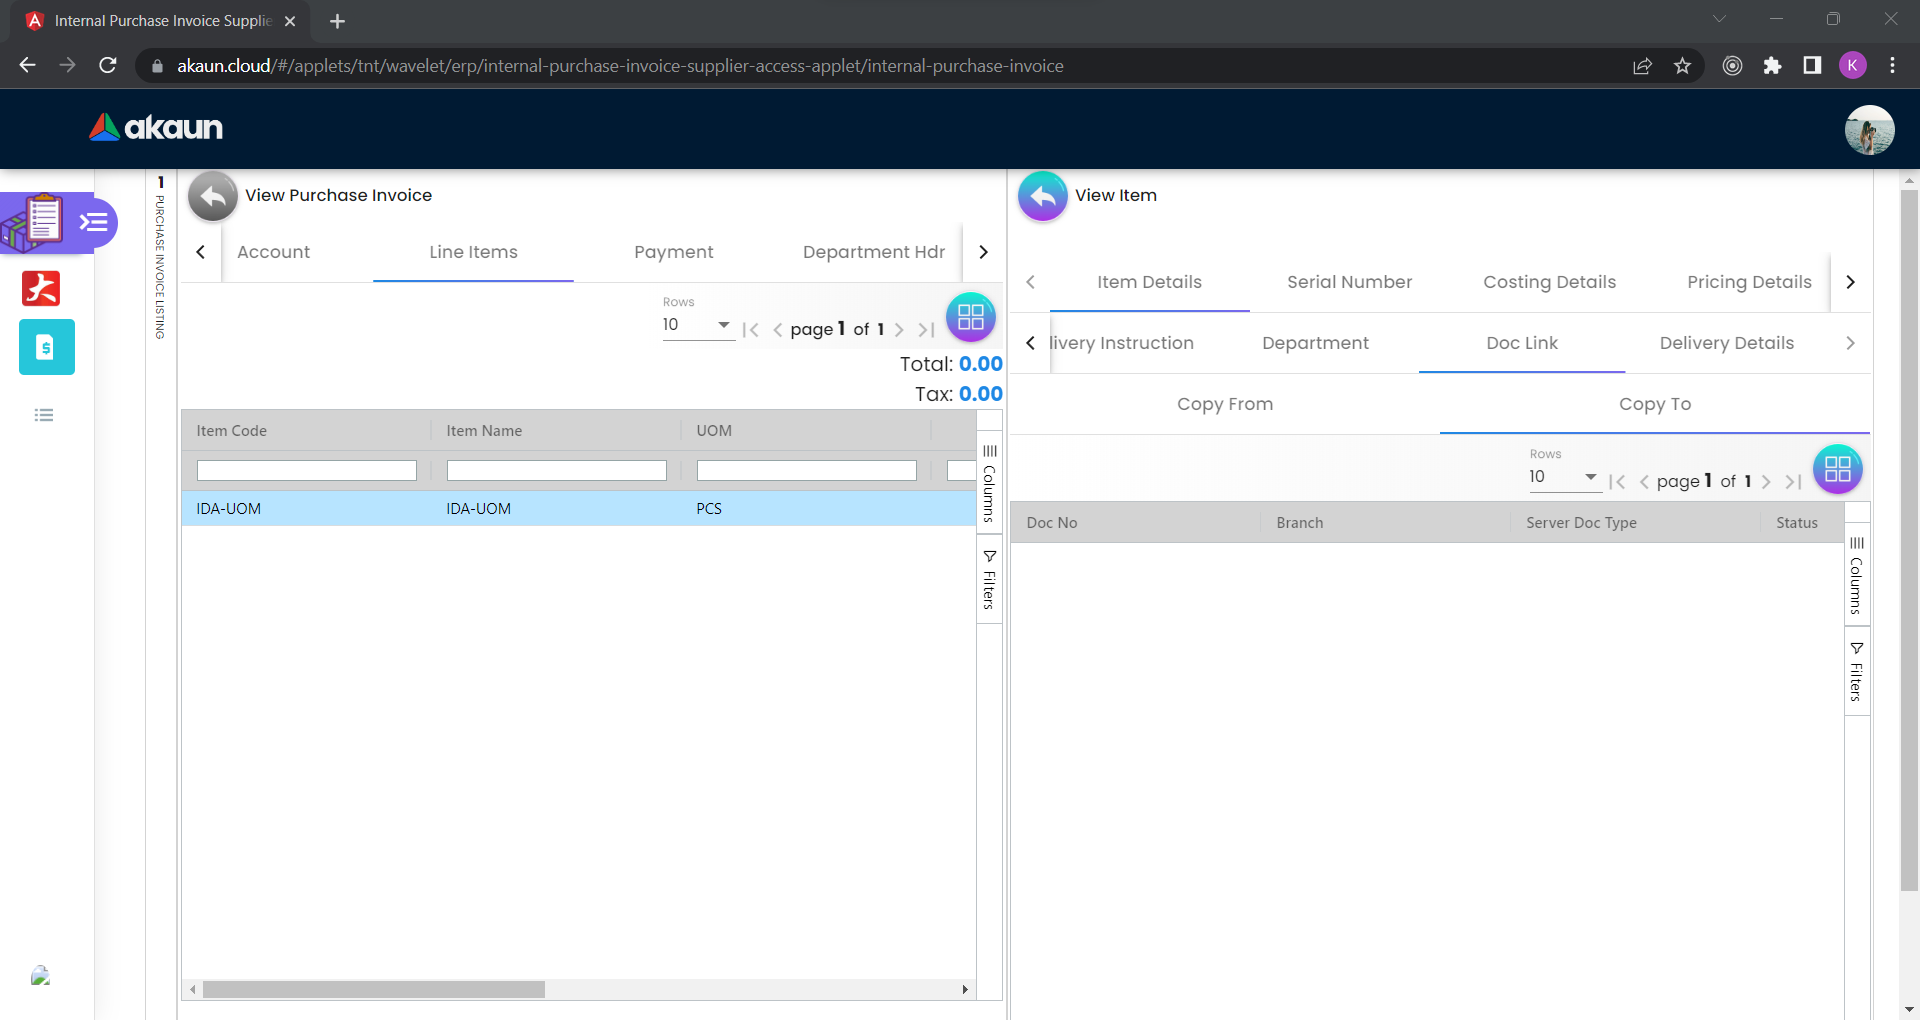 Internal Purchase Invoice Supplie
akaun.cloud/#/applets/tnt/wavelet/erp/internal-purchase-invoice-supplier-access-applet/internal-purchase-invoice
K
akaun
1 PURCHASE INVOICE LISTING
View Purchase Invoice
Account Line Items Payment Department Hdr
Rows
10 page 1 of 1
Total: 0.00
Tax: 0.00
Item Code Item Name UOM
IDA-UOM IDA-UOM PCS
Columns
Filters
View Item
Item Details Serial Number Costing Details Pricing Details
livery Instruction Department Doc Link Delivery Details
Copy From Copy To
Rows
10 page 1 of 1
Doc No Branch Server Doc Type Status
Columns
Filters